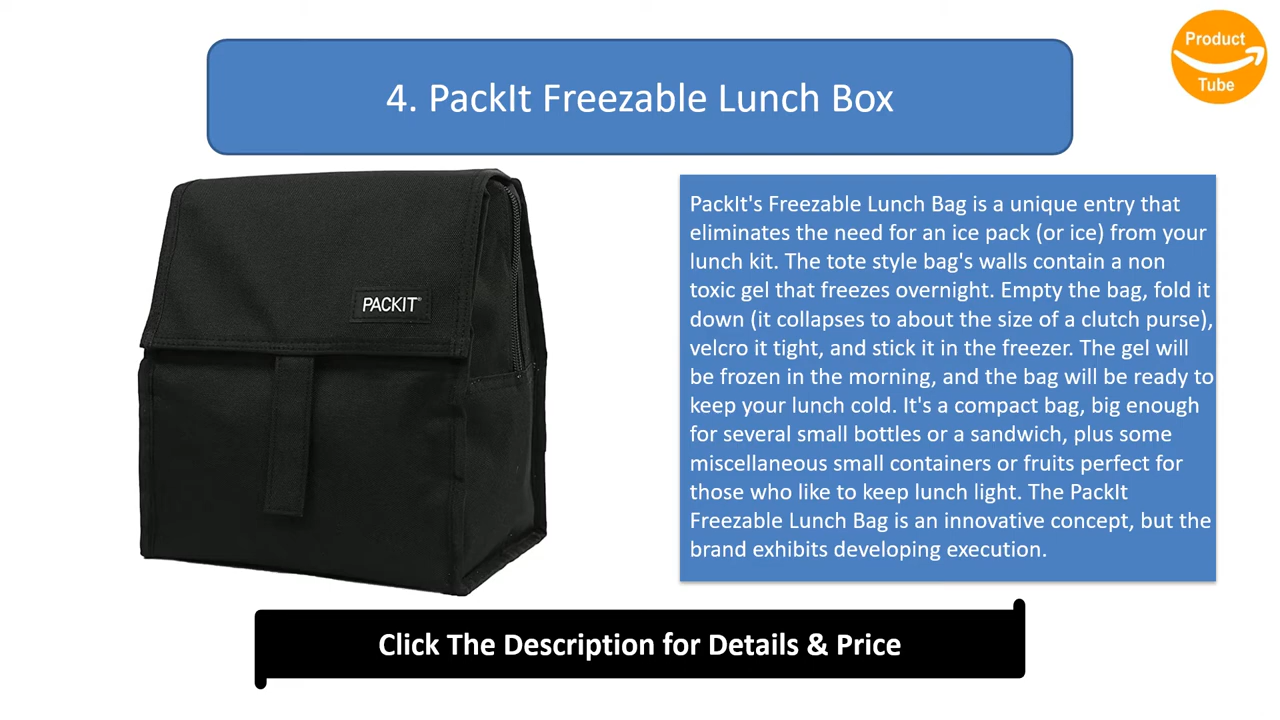 Product
Tube
4. PackIt Freezable Lunch Box
PACKIT®
PackIt's Freezable Lunch Bag is a unique entry that
eliminates the need for an ice pack (or ice) from your
lunch kit. The tote style bag's walls contain a non
toxic gel that freezes overnight. Empty the bag, fold it
down (it collapses to about the size of a clutch purse),
velcro it tight, and stick it in the freezer. The gel will
be frozen in the morning, and the bag will be ready to
keep your lunch cold. It's a compact bag, big enough
for several small bottles or a sandwich, plus some
miscellaneous small containers or fruits perfect for
those who like to keep lunch light. The PackIt
Freezable Lunch Bag is an innovative concept, but the
brand exhibits developing execution.
Click The Description for Details & Price